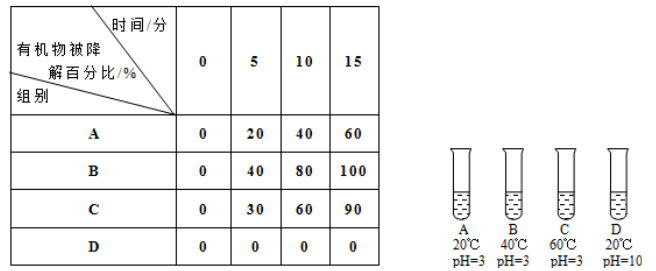 时间/分
有机物被降
解百分比/%
组别
0 5 10 15
A 0 20 40 60
B 0 40 80 100
C 0 30 60 90
D 0 0 0 0
A B C D
20℃ 40℃ 60℃ 20℃
pH=3 pH=3 pH=3 pH=10